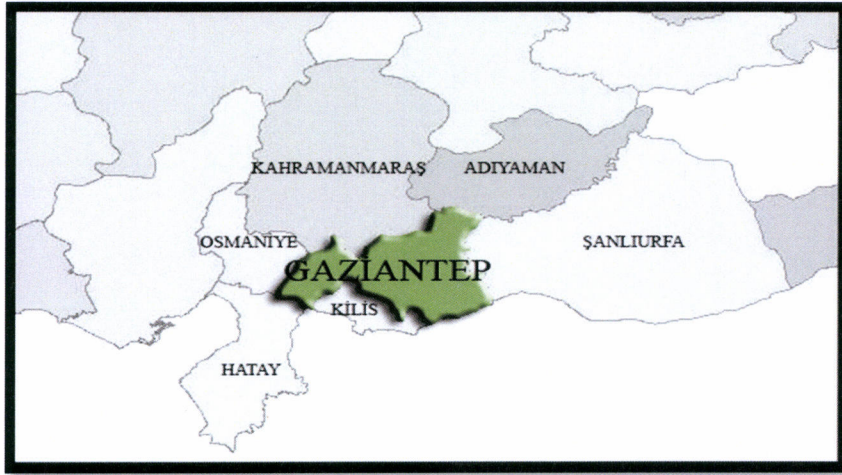 KAHRAMANMARAŞ
ADIYAMAN
OSMANİYE
ŞANLIURFA
GAZİANTEP
KİLİS
HATAY